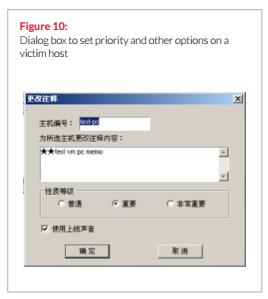 Figure 10:
Dialog box to set priority and other options on a
victim host
更改注释
主机编号： test-pc
为所选主机更改注释内容：
★★test vm pc memo
性质等级
普通 重要 非常重要
使用上线声音
确定 取消